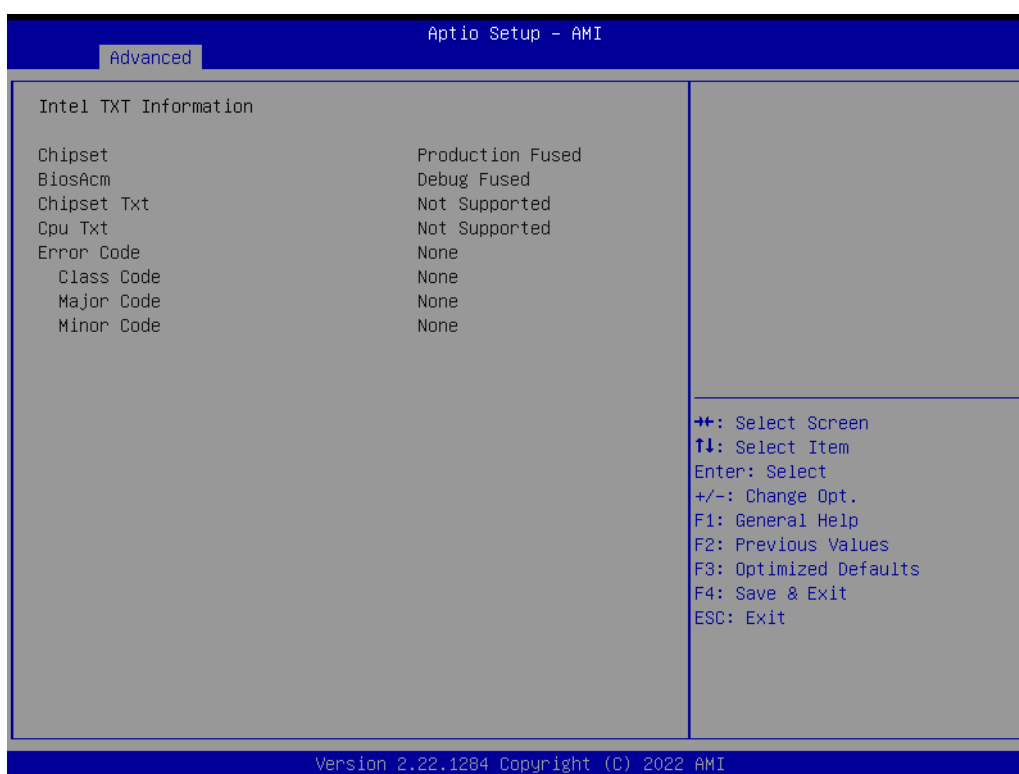 Aptio Setup – AMI
Advanced
Intel TXT Information
Chipset Production Fused
BiosAcm Debug Fused
Chipset Txt Not Supported
Cpu Txt Not Supported
Error Code None
Class Code None
Major Code None
Minor Code None
→←: Select Screen
↑↓: Select Item
Enter: Select
+/-: Change Opt.
F1: General Help
F2: Previous Values
F3: Optimized Defaults
F4: Save & Exit
ESC: Exit
Version 2.22.1284 Copyright (C) 2022 AMI